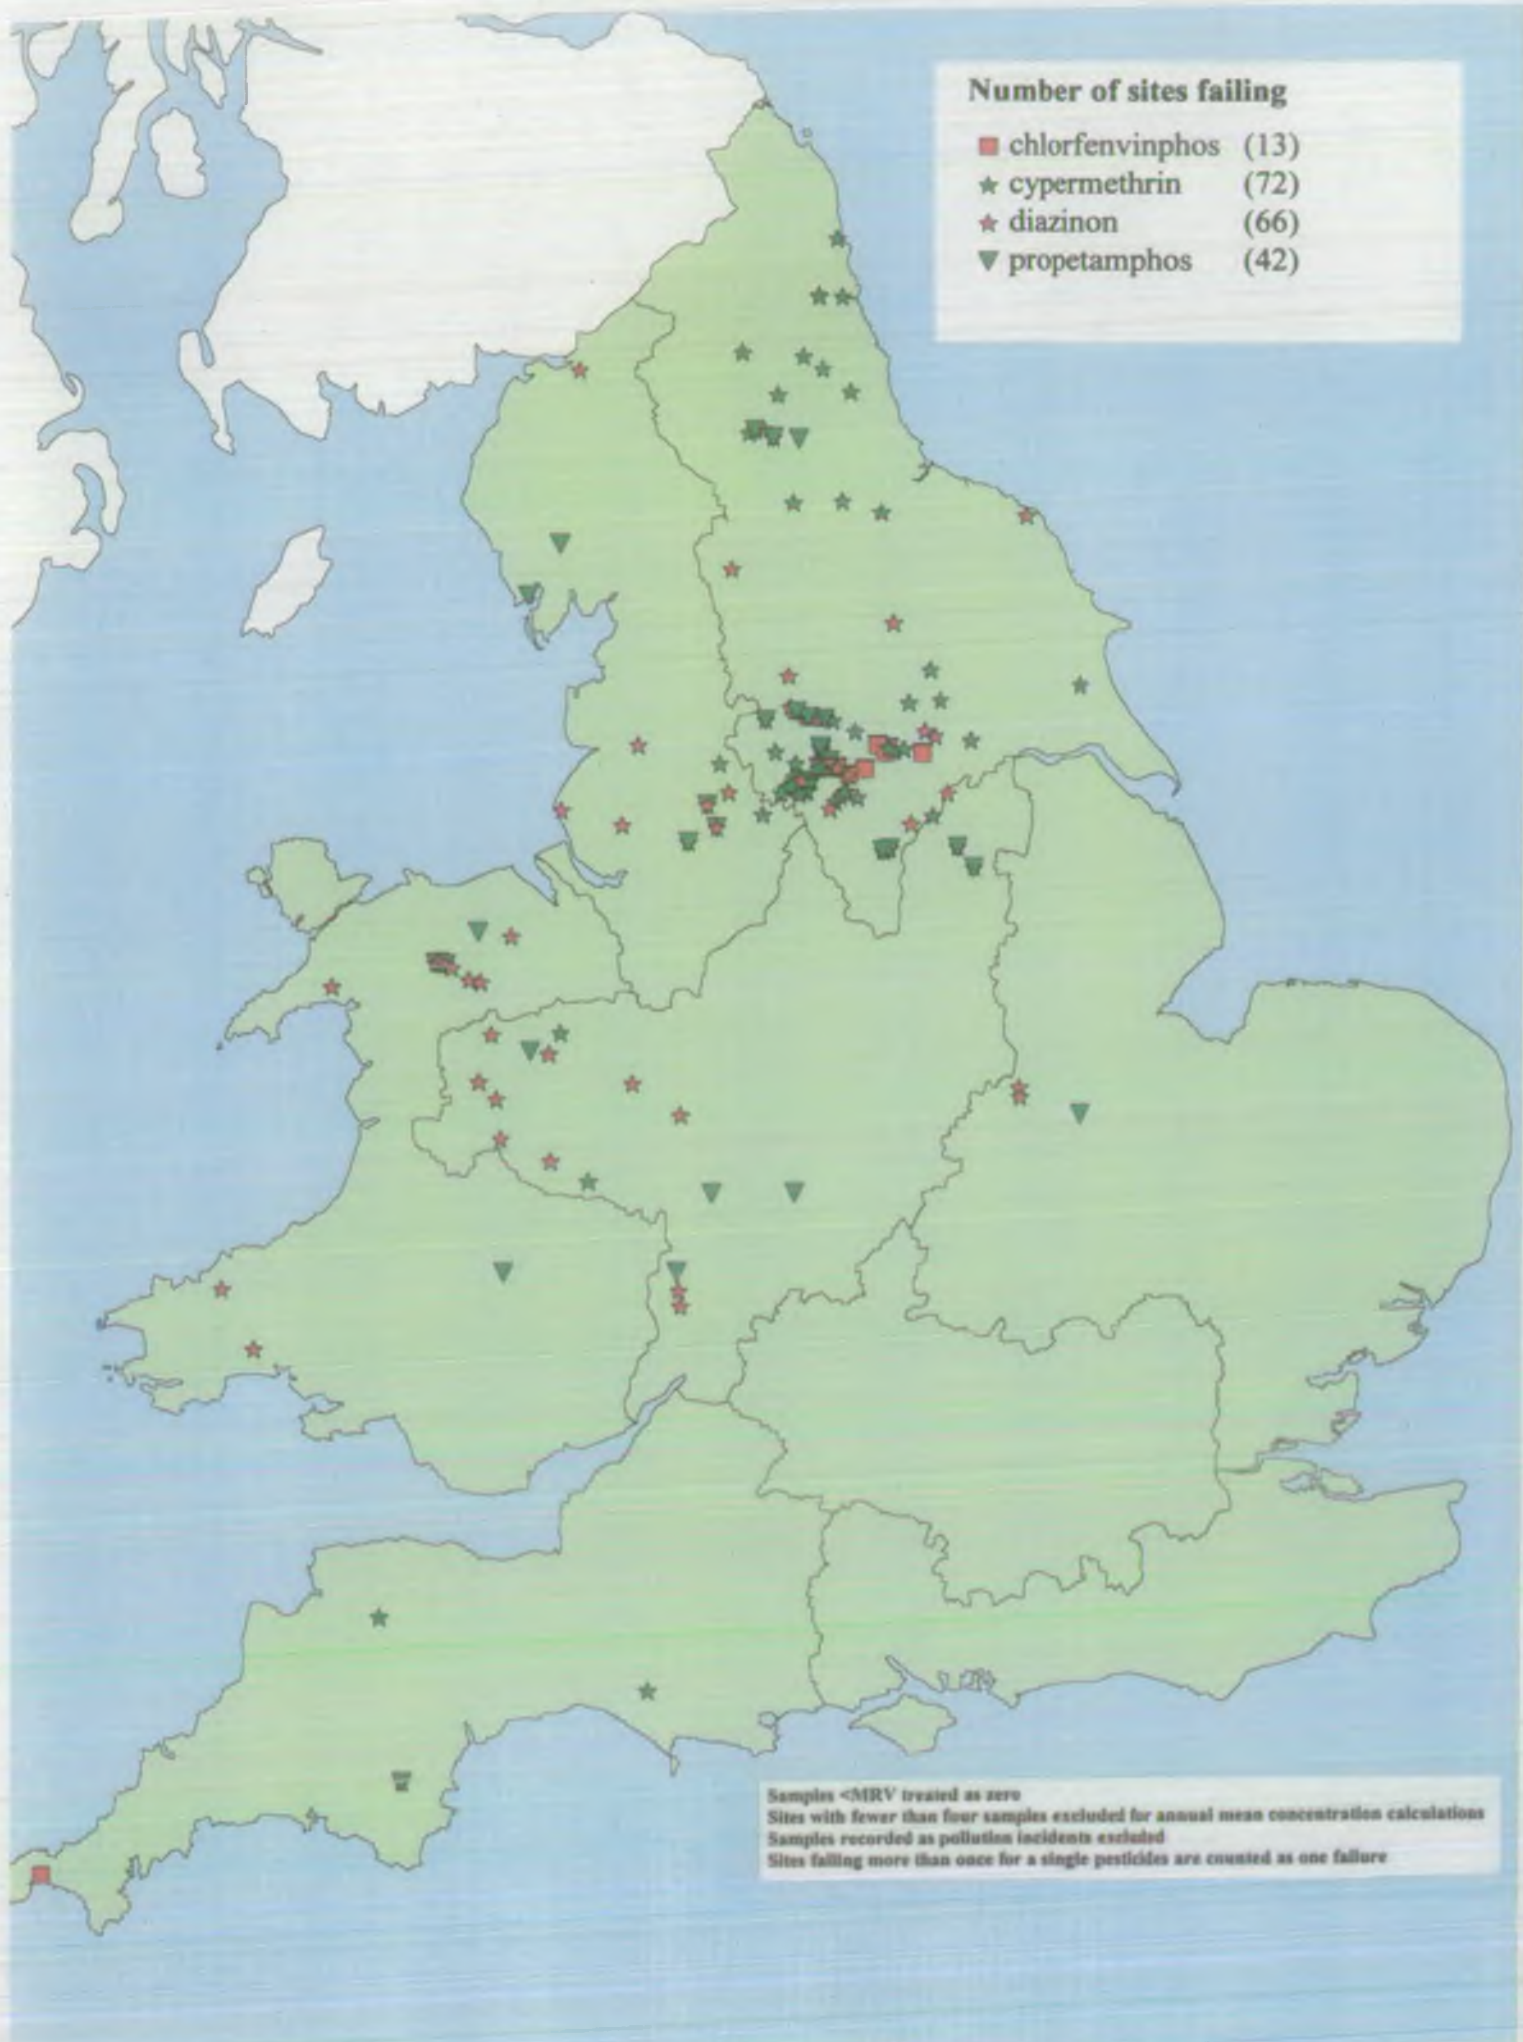 Number of sites failing
chlorfenvinphos (13)
cypermethrin (72)
diazinon (66)
propetamphos (42)
Samples <MRV treated as zero
Sites with fewer than four samples excluded for annual mean concentration calculations
Samples recorded as pollution incidents excluded
Sites failing more than once for a single pesticides are counted as one failure